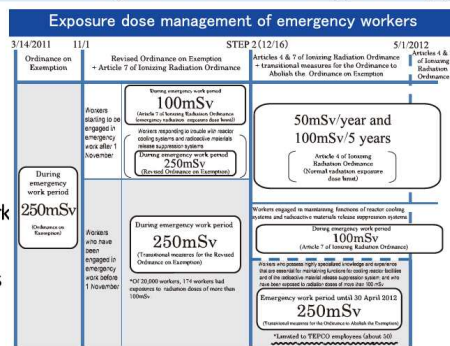 Exposure dose management of emergency workers
3/14/2011
11/1
STEP 2(12/16)
5/1/2012
Ordinance on
Exemption
Revised Ordinance on Exemption
+ Article 7 of Ionizing Radiation Ordinance
Articles 4 & 7 of Ionizing Radiation Ordinance
+ transitional measures for the Ordinance to
Abolish the Ordinance on Exemption
Articles 4 &
of Ionizing
Radiation
Ordinance
During
emergency
work period
250mSv
(Ordinance on
Exemption)
Workers
starting to be
engaged in
emergency
work after 1
November
During emergency work period
100mSv
(Article 7 of Ionizing Radiation Ordinance
Workers responding to trouble with reactor
cooling systems and radioactive materials
release suppression systems
During emergency work period
250mSv
(Revised Ordinance on Exemption)
Workers
who have
been
engaged in
emergency
work before
1 November
During emergency work period
250mSv
(Transitional measures for the Revised
Ordinance on Exemption)
*Of 20,000 workers, 174 workers had
exposures to radiation doses of more than
100mSv
50mSv/year and
100mSv/5 years
Article 4 of Ionizing
Radiation Ordinance
(Normal radiation exposure
dose limit)
Workers engaged in maintaining functions of reactor cooling
systems and radioactive materials release suppression systems
During emergency work period
100mSv
(Article 7 of Ionizing Radiation Ordinance)
Workers who possess highly specialized knowledge and experience
that are essential for maintaining functions for cooling reactor facilities
and of the radioactive material release suppression system, and who
have been exposed to radiation doses of more than 100 mSv
Emergency work period until 30 April 2012
250mSv
(Transitional measures for the Ordinance to Abolish the Exemption)
*Limited to TEPCO employees (about 50)